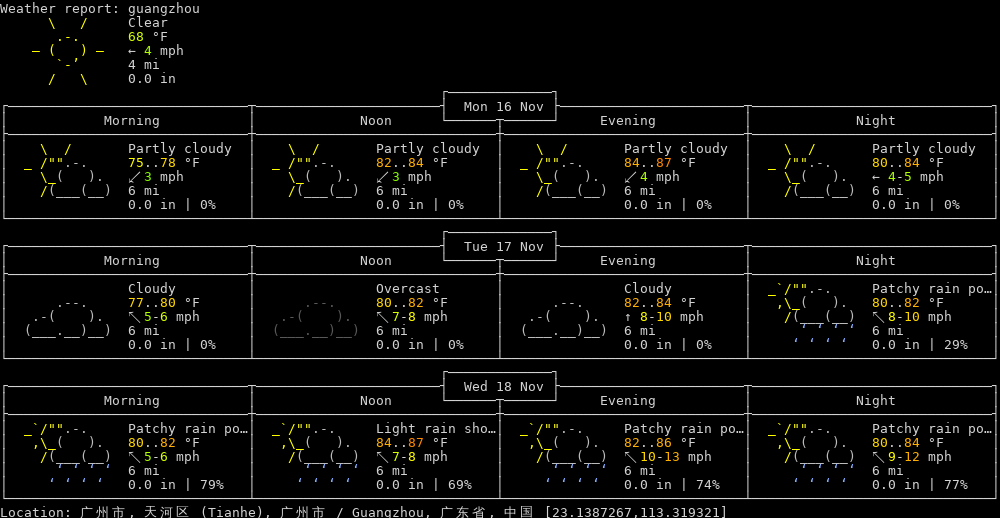 Weather report: guangzhou
Clear
68 °F
← 4 mph
4 mi
0.0 in
Mon 16 Nov
Morning Noon Evening Night
Partly cloudy Partly cloudy Partly cloudy Partly cloudy
75..78 °F 82..84 °F 84..87 °F 80..84 °F
↙ 3 mph ↙ 3 mph ↙ 4 mph ← 4-5 mph
6 mi 6 mi 6 mi 6 mi
0.0 in | 0% 0.0 in | 0% 0.0 in | 0% 0.0 in | 0%
Tue 17 Nov
Morning Noon Evening Night
Cloudy Overcast Cloudy Patchy rain po…
77..80 °F 80..82 °F 82..84 °F 80..82 °F
↖ 5-6 mph ↖ 7-8 mph ↑ 8-10 mph ↖ 8-10 mph
6 mi 6 mi 6 mi 6 mi
0.0 in | 0% 0.0 in | 0% 0.0 in | 0% 0.0 in | 29%
Wed 18 Nov
Morning Noon Evening Night
Patchy rain po… Light rain sho… Patchy rain po… Patchy rain po…
80..82 °F 84..87 °F 82..86 °F 80..84 °F
↖ 5-6 mph ↖ 7-8 mph ↖ 10-13 mph ↖ 9-12 mph
6 mi 6 mi 6 mi 6 mi
0.0 in | 79% 0.0 in | 69% 0.0 in | 74% 0.0 in | 77%
Location: 广州市, 天河区 (Tianhe), 广州市 / Guangzhou, 广东省, 中国 [23.1387267,113.319321]